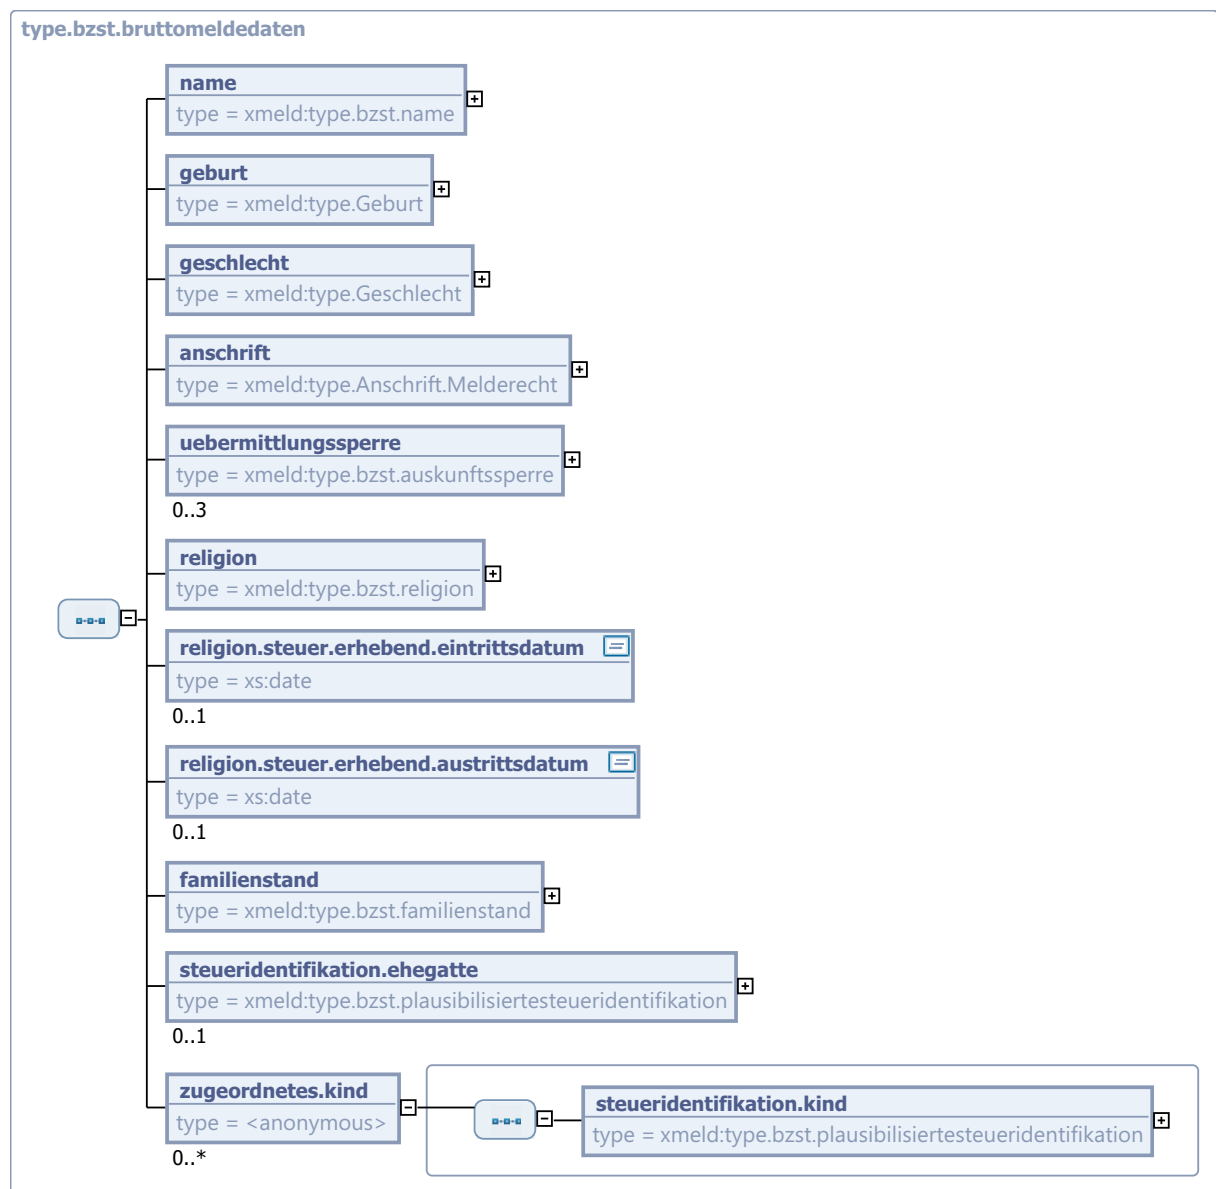 type.bzst.bruttomeldedaten
name
type = xmeld:type.bzst.name
geburt
type = xmeld:type.Geburt
geschlecht
type = xmeld:type.Geschlecht
anschrift
type = xmeld:type.Anschrift.Melderecht
uebermittlungssperre
type = xmeld:type.bzst.auskunftssperre
0..3
religion
type = xmeld:type.bzst.religion
religion.steuer.erhebend.eintrittsdatum
type = xs:date
0..1
religion.steuer.erhebend.austrittsdatum
type = xs:date
0..1
familienstand
type = xmeld:type.bzst.familienstand
steueridentifikation.ehegatte
type = xmeld:type.bzst.plausibilisiertesteueridentifikation
0..1
zugeordnetes.kind
type = <anonymous>
0..*
steueridentifikation.kind
type = xmeld:type.bzst.plausibilisiertesteueridentifikation